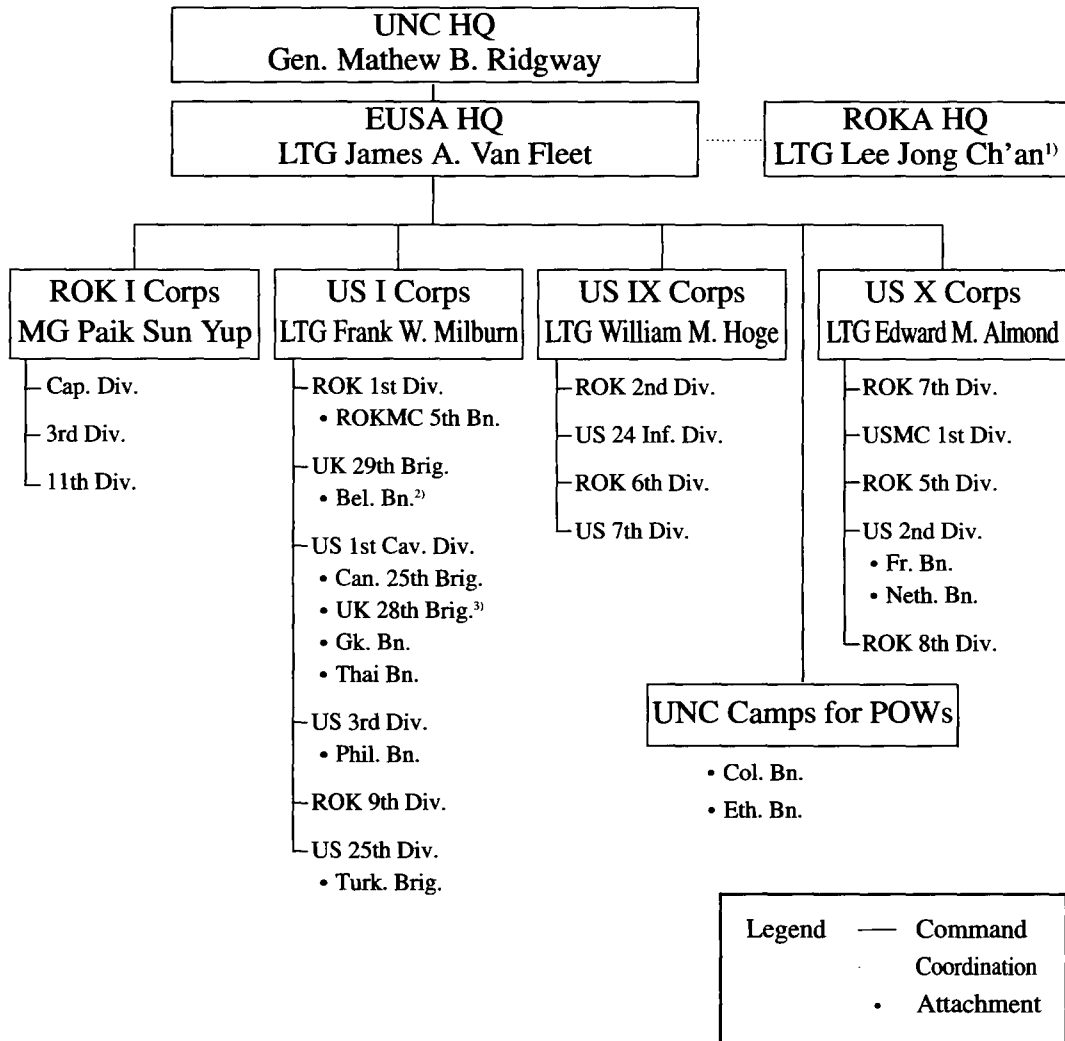 UNC HQ
Gen. Mathew B. Ridgway
EUSA HQ
LTG James A. Van Fleet
ROKA HQ
LTG Lee Jong Ch'an¹⁾
ROK I Corps
MG Paik Sun Yup
Cap. Div.
3rd Div.
11th Div.
US I Corps
LTG Frank W. Milburn
ROK 1st Div.
• ROKMC 5th Bn.
UK 29th Brig.
• Bel. Bn.²⁾
US 1st Cav. Div.
• Can. 25th Brig.
• UK 28th Brig.³⁾
• Gk. Bn.
• Thai Bn.
US 3rd Div.
• Phil. Bn.
ROK 9th Div.
US 25th Div.
• Turk. Brig.
US IX Corps
LTG William M. Hoge
ROK 2nd Div.
US 24 Inf. Div.
ROK 6th Div.
US 7th Div.
US X Corps
LTG Edward M. Almond
ROK 7th Div.
USMC 1st Div.
ROK 5th Div.
US 2nd Div.
• Fr. Bn.
• Neth. Bn.
ROK 8th Div.
UNC Camps for POWs
• Col. Bn.
• Eth. Bn.
Legend — Command
Coordination
• Attachment